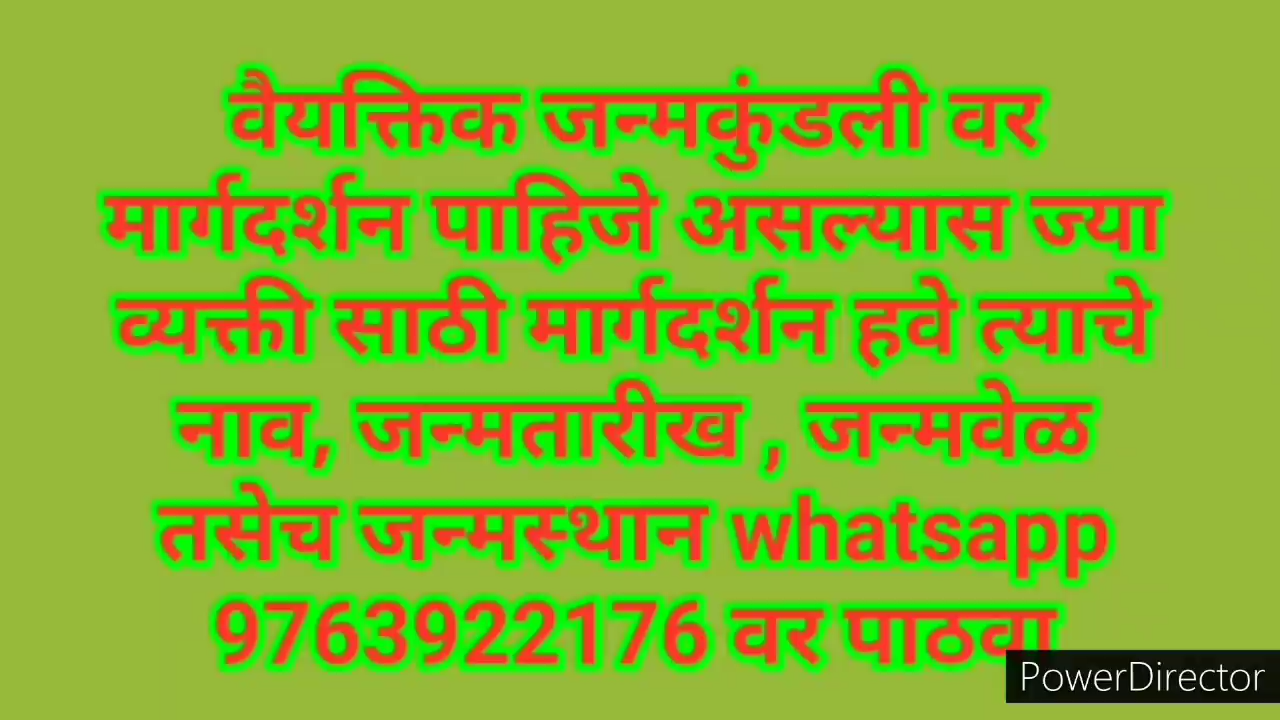 वैयक्तिक जन्मकुंडली वर
मार्गदर्शन पाहिजे असल्यास ज्या
व्यक्ती साठी मार्गदर्शन हवे त्याचे
नाव, जन्मतारीख , जन्मवेळ
तसेच जन्मस्थान whatsapp
9763922176 वर पाठवा
PowerDirector